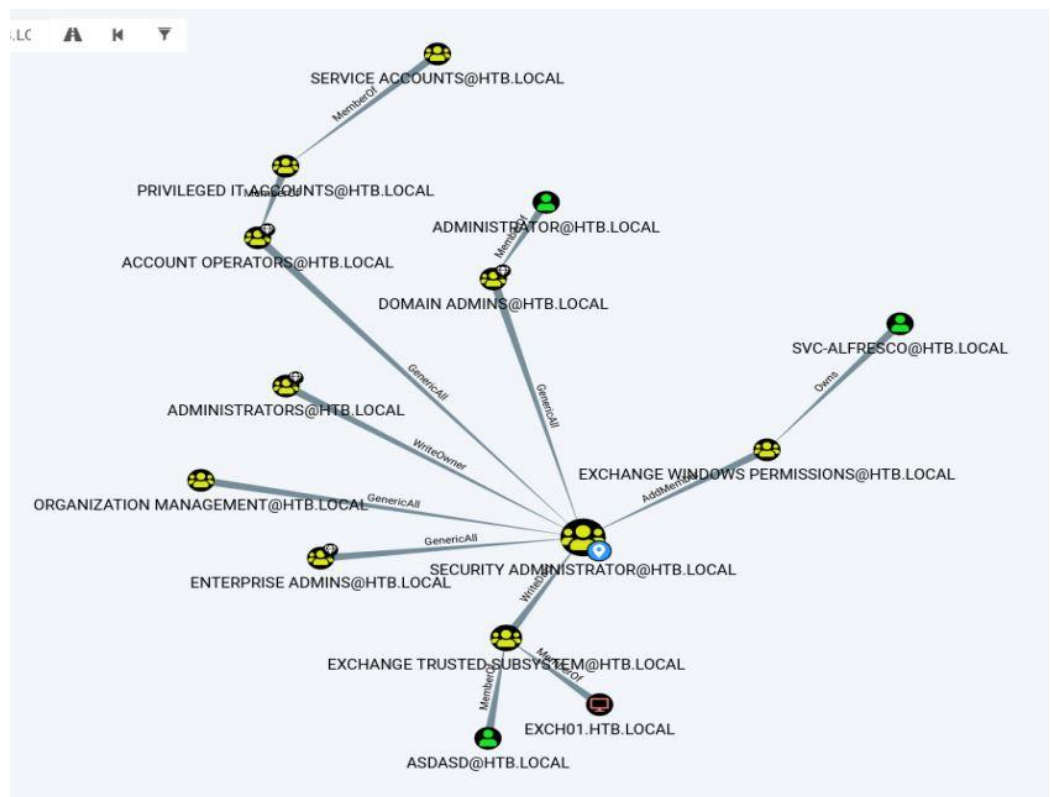 B.LC
SERVICE ACCOUNTS@HTB.LOCAL
MemberOf
PRIVILEGED IT ACCOUNTS@HTB.LOCAL
MemberOf
ADMINISTRATOR@HTB.LOCAL
MemberOf
ACCOUNT OPERATORS@HTB.LOCAL
DOMAIN ADMINS@HTB.LOCAL
SVC-ALFRESCO@HTB.LOCAL
Owns
GenericAll
GenericAll
ADMINISTRATORS@HTB.LOCAL
WriteOwner
EXCHANGE WINDOWS PERMISSIONS@HTB.LOCAL
AddMember
ORGANIZATION MANAGEMENT@HTB.LOCAL
GenericAll
GenericAll
SECURITY ADMINISTRATOR@HTB.LOCAL
ENTERPRISE ADMINS@HTB.LOCAL
EXCHANGE TRUSTED SUBSYSTEM@HTB.LOCAL
MemberOf
MemberOf
EXCH01.HTB.LOCAL
ASDASD@HTB.LOCAL